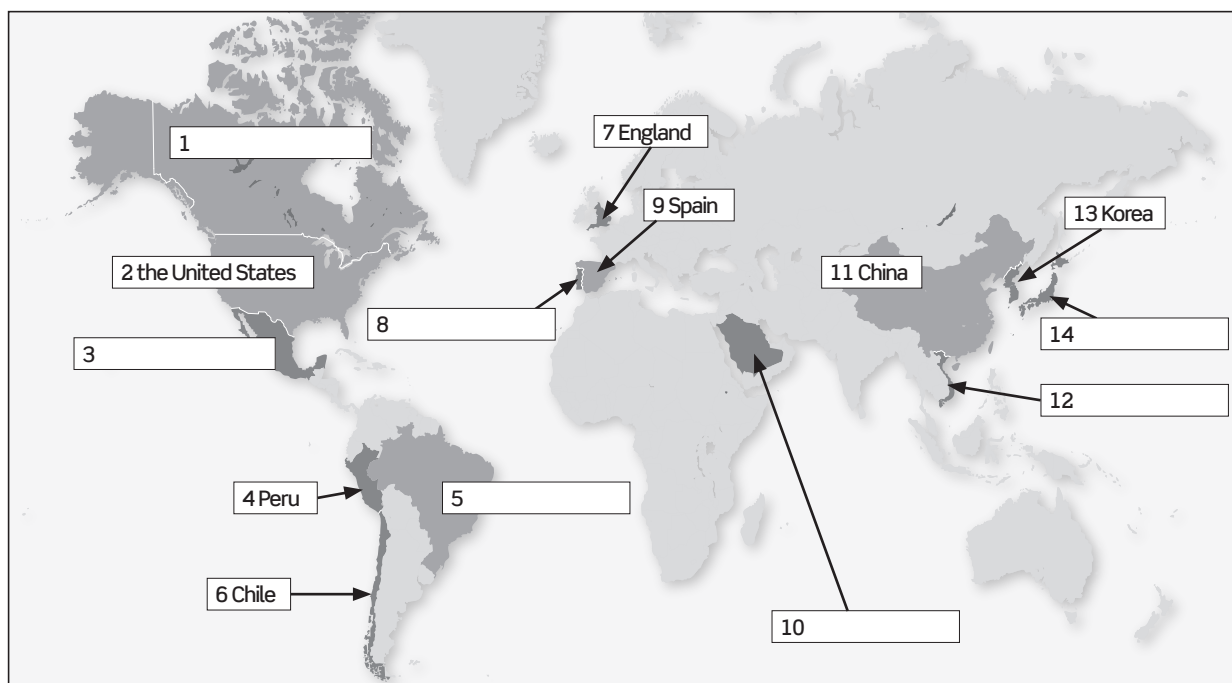 1
7 England
9 Spain
13 Korea
2 the United States
11 China
8
14
3
12
4 Peru
5
6 Chile
10